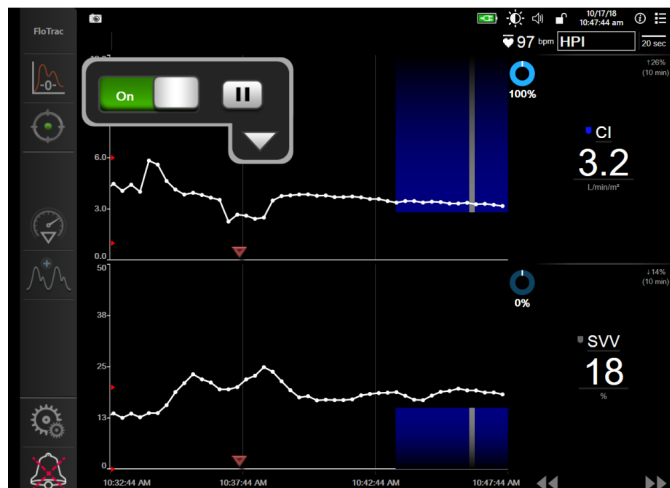 FloTrac
10/17/18
10:47:44 am
97 bpm
HPI
20 sec
-0-
On
100%
↑26%
(10 min)
CI
3.2
L/min/m²
6.0
3.0
0.0
50
38
25
13
0
0%
↓14%
(10 min)
SVV
18
%
10:32:44 AM
10:37:44 AM
10:42:44 AM
10:47:44 AM